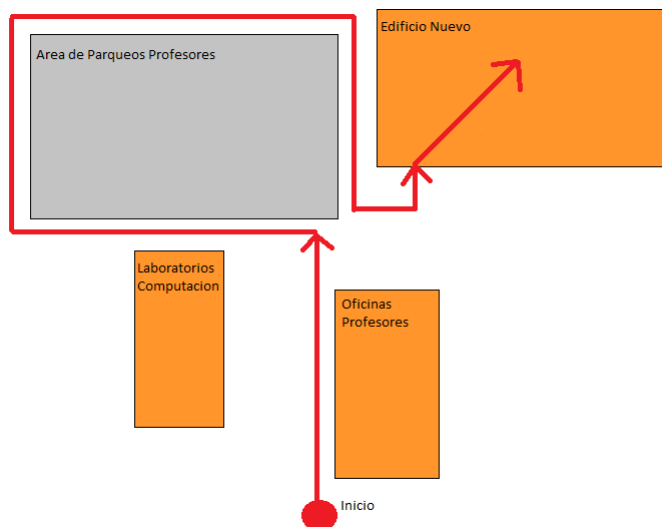 Edificio Nuevo
Area de Parqueos Profesores
Laboratorios
Computacion
Oficinas
Profesores
Inicio